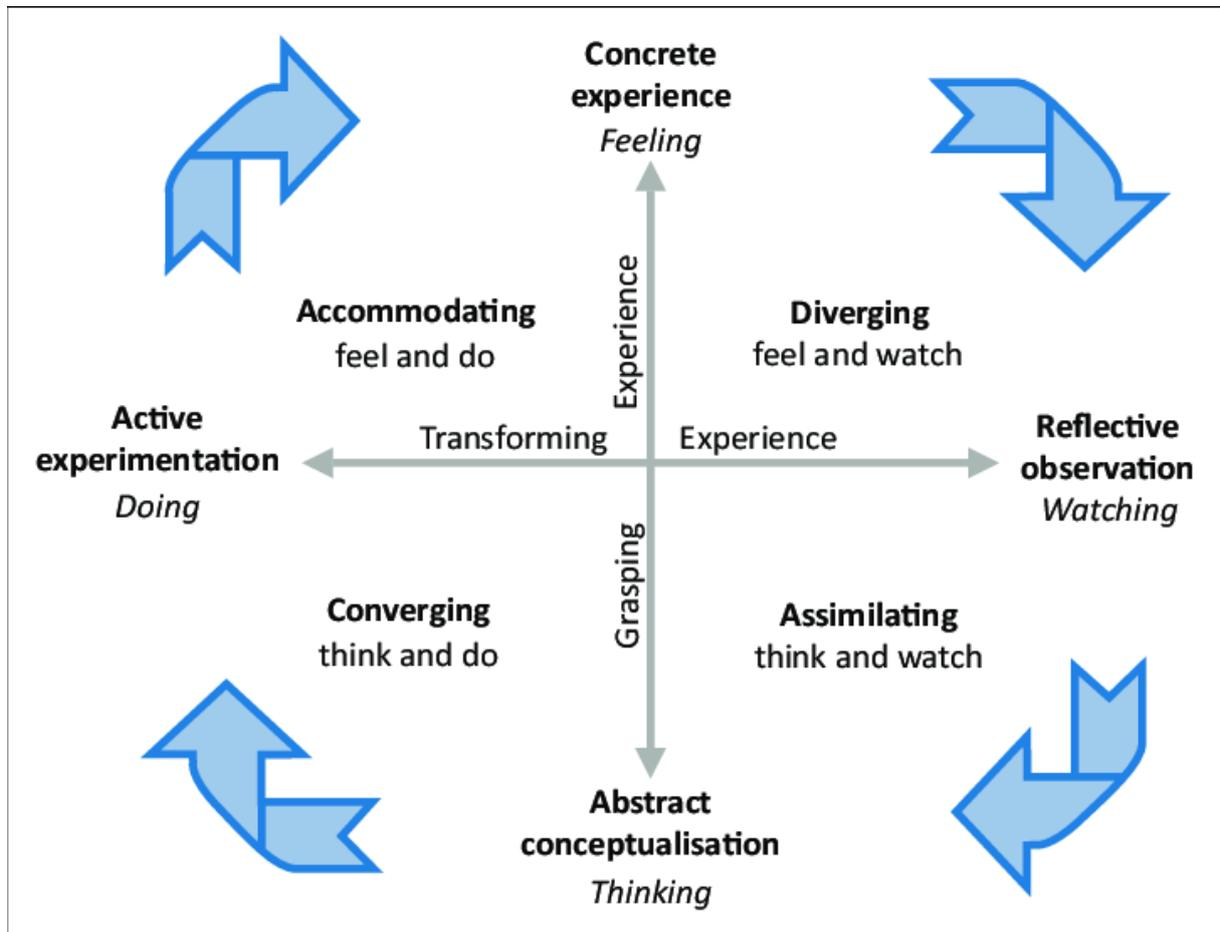 Concrete
experience
Feeling
Experience
Accommodating
feel and do
Diverging
feel and watch
Active
experimentation
Doing
Transforming
Experience
Reflective
observation
Watching
Grasping
Converging
think and do
Assimilating
think and watch
Abstract
conceptualisation
Thinking